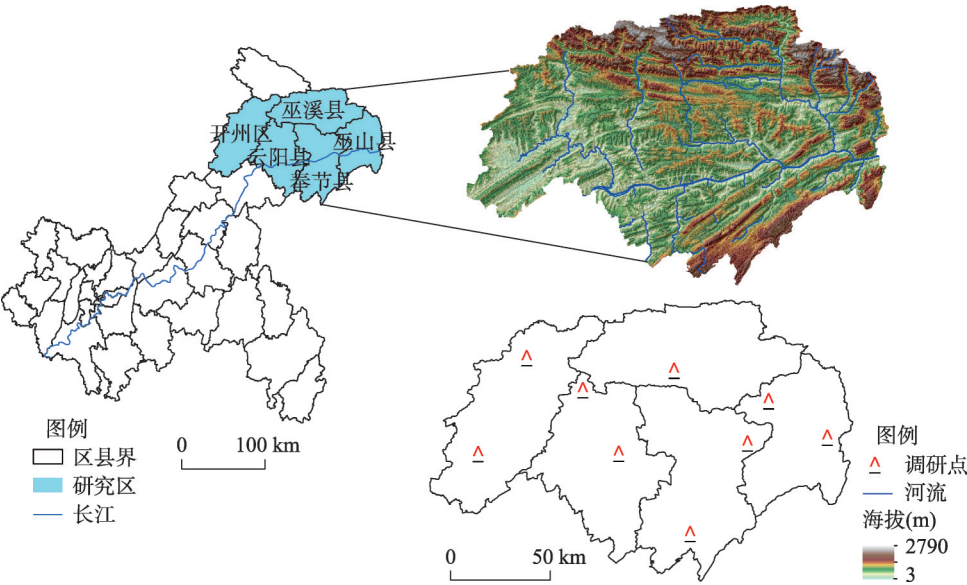 巫溪县
开州区
巫山县
云阳县
奉节县
图例
区县界
研究区
长江
0 100 km
图例
调研点
河流
海拔(m)
2790
3
0 50 km